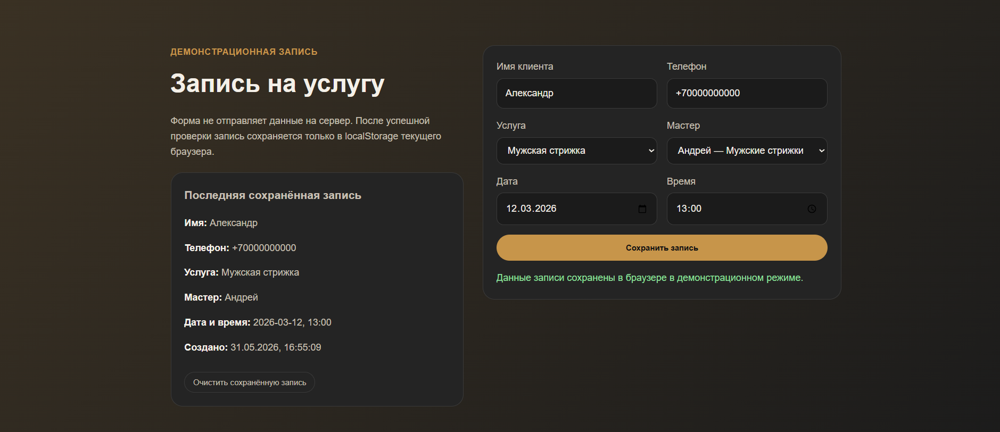 ДЕМОНСТРАЦИОННАЯ ЗАПИСЬ
Запись на услугу
Форма не отправляет данные на сервер. После успешной
проверки запись сохраняется только в localStorage текущего
браузера.
Последняя сохранённая запись
Имя: Александр
Телефон: +70000000000
Услуга: Мужская стрижка
Мастер: Андрей
Дата и время: 2026-03-12, 13:00
Создано: 31.05.2026, 16:55:09
Очистить сохранённую запись
Имя клиента
Александр
Телефон
+70000000000
Услуга
Мужская стрижка
Мастер
Андрей — Мужские стрижки
Дата
12.03.2026
Время
13:00
Сохранить запись
Данные записи сохранены в браузере в демонстрационном режиме.